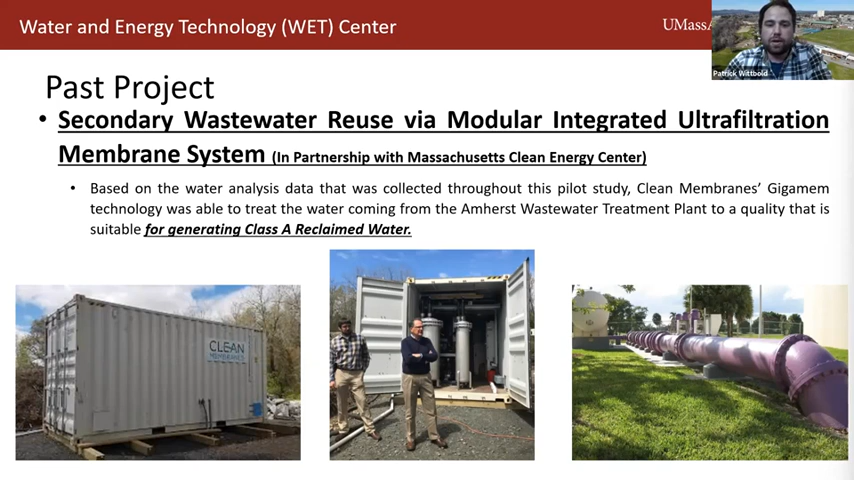 Water and Energy Technology (WET) Center
UMassA
Patrick Wittbold
Past Project
• Secondary Wastewater Reuse via Modular Integrated Ultrafiltration
Membrane System (In Partnership with Massachusetts Clean Energy Center)
• Based on the water analysis data that was collected throughout this pilot study, Clean Membranes' Gigamem
technology was able to treat the water coming from the Amherst Wastewater Treatment Plant to a quality that is
suitable for generating Class A Reclaimed Water.
CLEAN
MEMBRANES